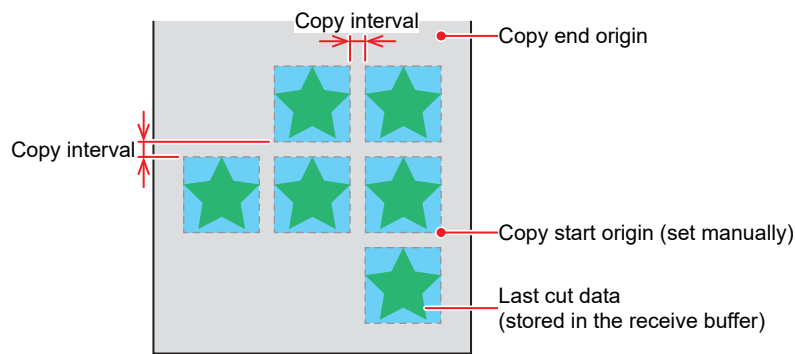 Copy interval
Copy end origin
Copy interval
Copy start origin (set manually)
Last cut data
(stored in the receive buffer)